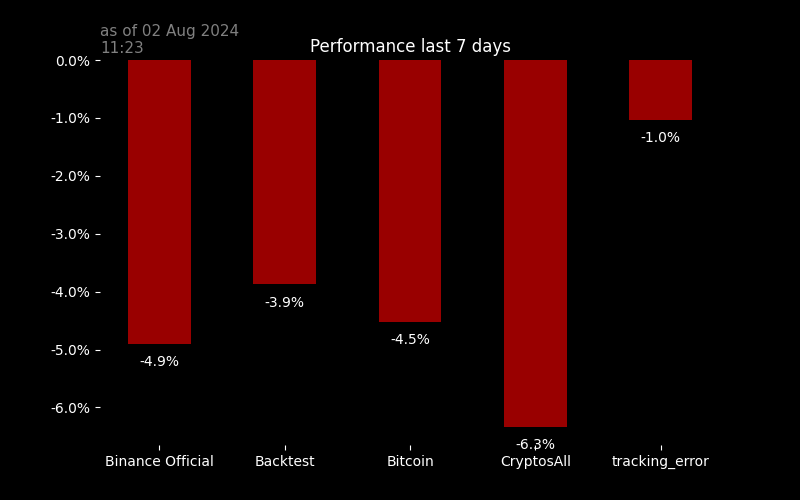 as of 02 Aug 2024
11:23
Performance last 7 days
0.0%
-1.0%
-2.0%
-3.0%
-4.0%
-5.0%
-6.0%
-4.9%
-3.9%
-4.5%
-6.3%
-1.0%
Binance Official
Backtest
Bitcoin
CryptosAll
tracking_error